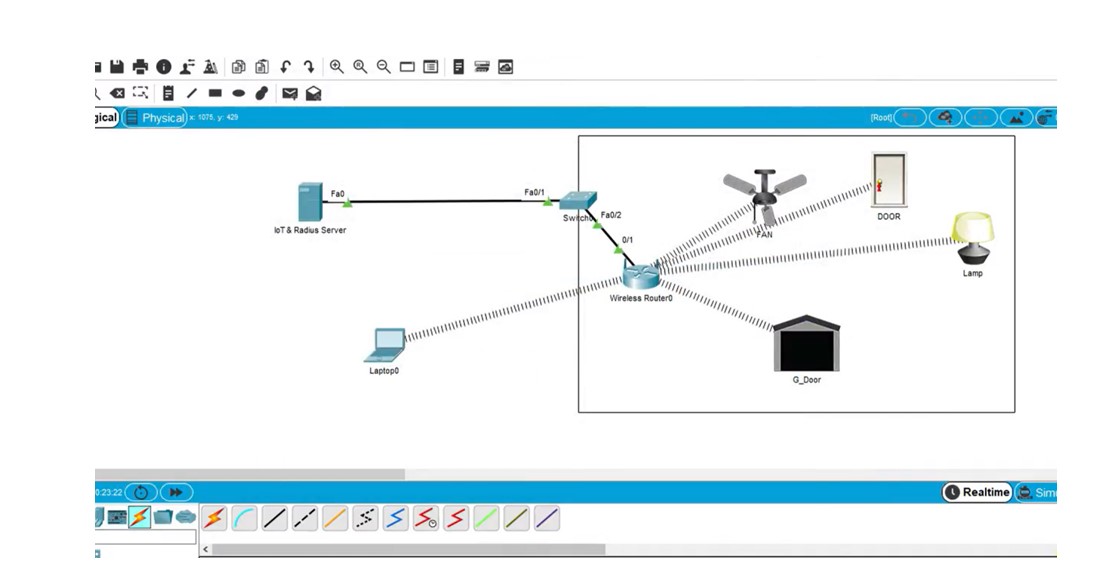 gical Physical x: 1075, y: 429 [Root]
Fa0 Fa0/1
IoT & Radius Server
Fa0/2
0/1
Wireless Router0
FAN
DOOR
Lamp
Laptop0
G_Door
0:23:22 Realtime Sim